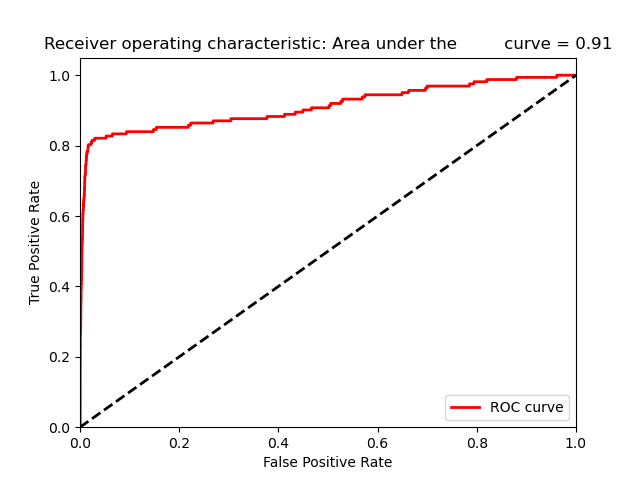 Receiver operating characteristic: Area under the curve = 0.91
1.0
0.8
0.6
0.4
0.2
0.0
True Positive Rate
ROC curve
0.0 0.2 0.4 0.6 0.8 1.0
False Positive Rate